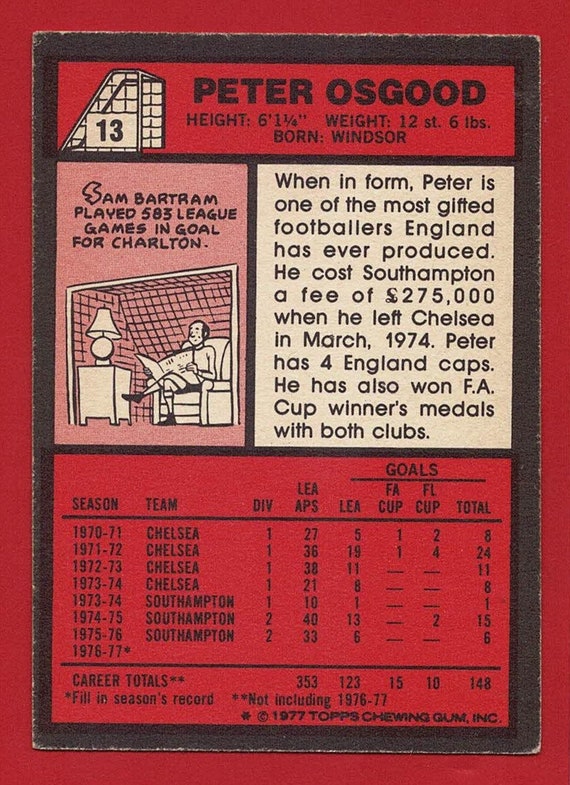 13
PETER OSGOOD
HEIGHT: 6'1¼" WEIGHT: 12 st. 6 lbs.
BORN: WINDSOR
SAM BARTRAM
PLAYED 583 LEAGUE
GAMES IN GOAL
FOR CHARLTON.
When in form, Peter is
one of the most gifted
footballers England
has ever produced.
He cost Southampton
a fee of £275,000
when he left Chelsea
in March, 1974. Peter
has 4 England caps.
He has also won F.A.
Cup winner's medals
with both clubs.
GOALS
SEASON TEAM DIV LEA APS LEA FA CUP FL CUP TOTAL
1970-71 CHELSEA 1 27 5 1 2 8
1971-72 CHELSEA 1 36 19 1 4 24
1972-73 CHELSEA 1 38 11 — — 11
1973-74 CHELSEA 1 21 8 — — 8
1973-74 SOUTHAMPTON 1 10 1 — — 1
1974-75 SOUTHAMPTON 2 40 13 — 2 15
1975-76 SOUTHAMPTON 2 33 6 — — 6
1976-77*
CAREER TOTALS** 353 123 15 10 148
*Fill in season's record **Not including 1976-77
* © 1977 TOPPS CHEWING GUM, INC.